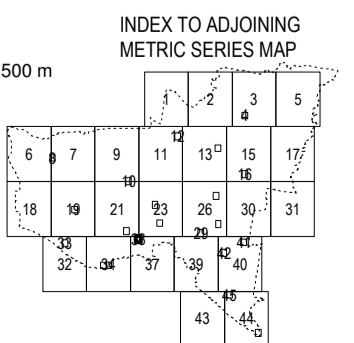 INDEX TO ADJOINING
METRIC SERIES MAP
500 m
1 2 3 5
4
12
6 8 7 9 11 13 15 17
16
10
18 19 21 23 26 30 31
29
33 41
32 34 37 39 42 40
45
43 44